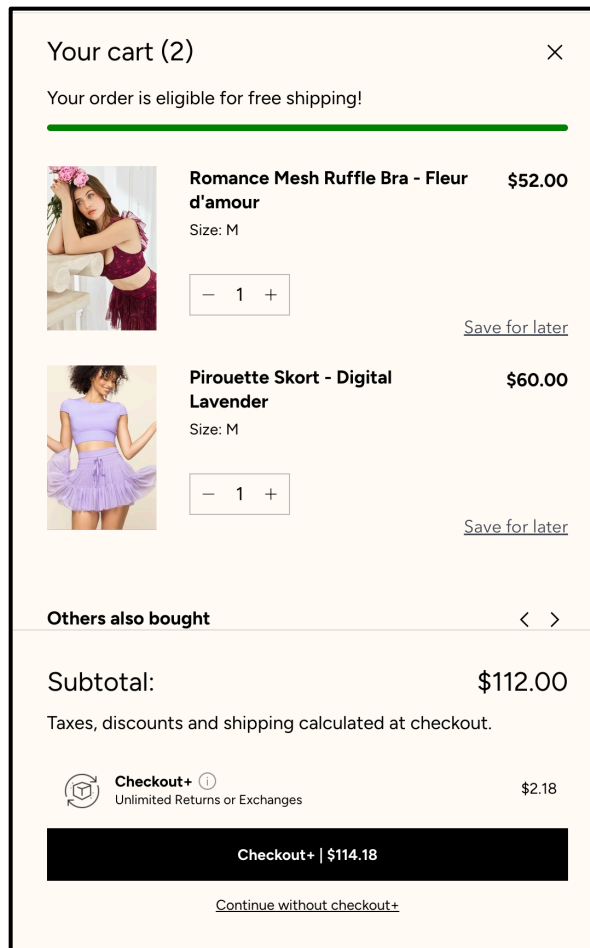 Your cart (2)
Your order is eligible for free shipping!
Romance Mesh Ruffle Bra - Fleur
d'amour
$52.00
Size: M
− 1 +
Save for later
Pirouette Skort - Digital
Lavender
$60.00
Size: M
− 1 +
Save for later
Others also bought
Subtotal: $112.00
Taxes, discounts and shipping calculated at checkout.
Checkout+
Unlimited Returns or Exchanges
$2.18
Checkout+ | $114.18
Continue without checkout+